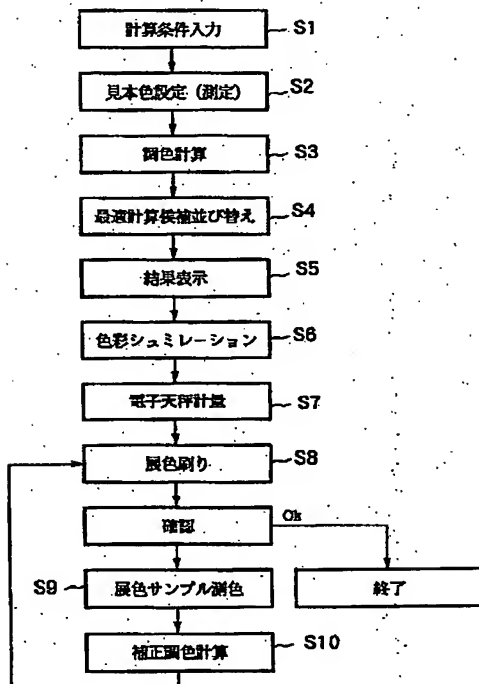 計算条件入力 S1
見本色設定（測定） S2
調色計算 S3
最適計算候補並び替え S4
結果表示 S5
色彩シュミレーション S6
電子天秤計量 S7
展色刷り S8
確認 Ok
S9 展色サンプル測色 終了
補正調色計算 S10